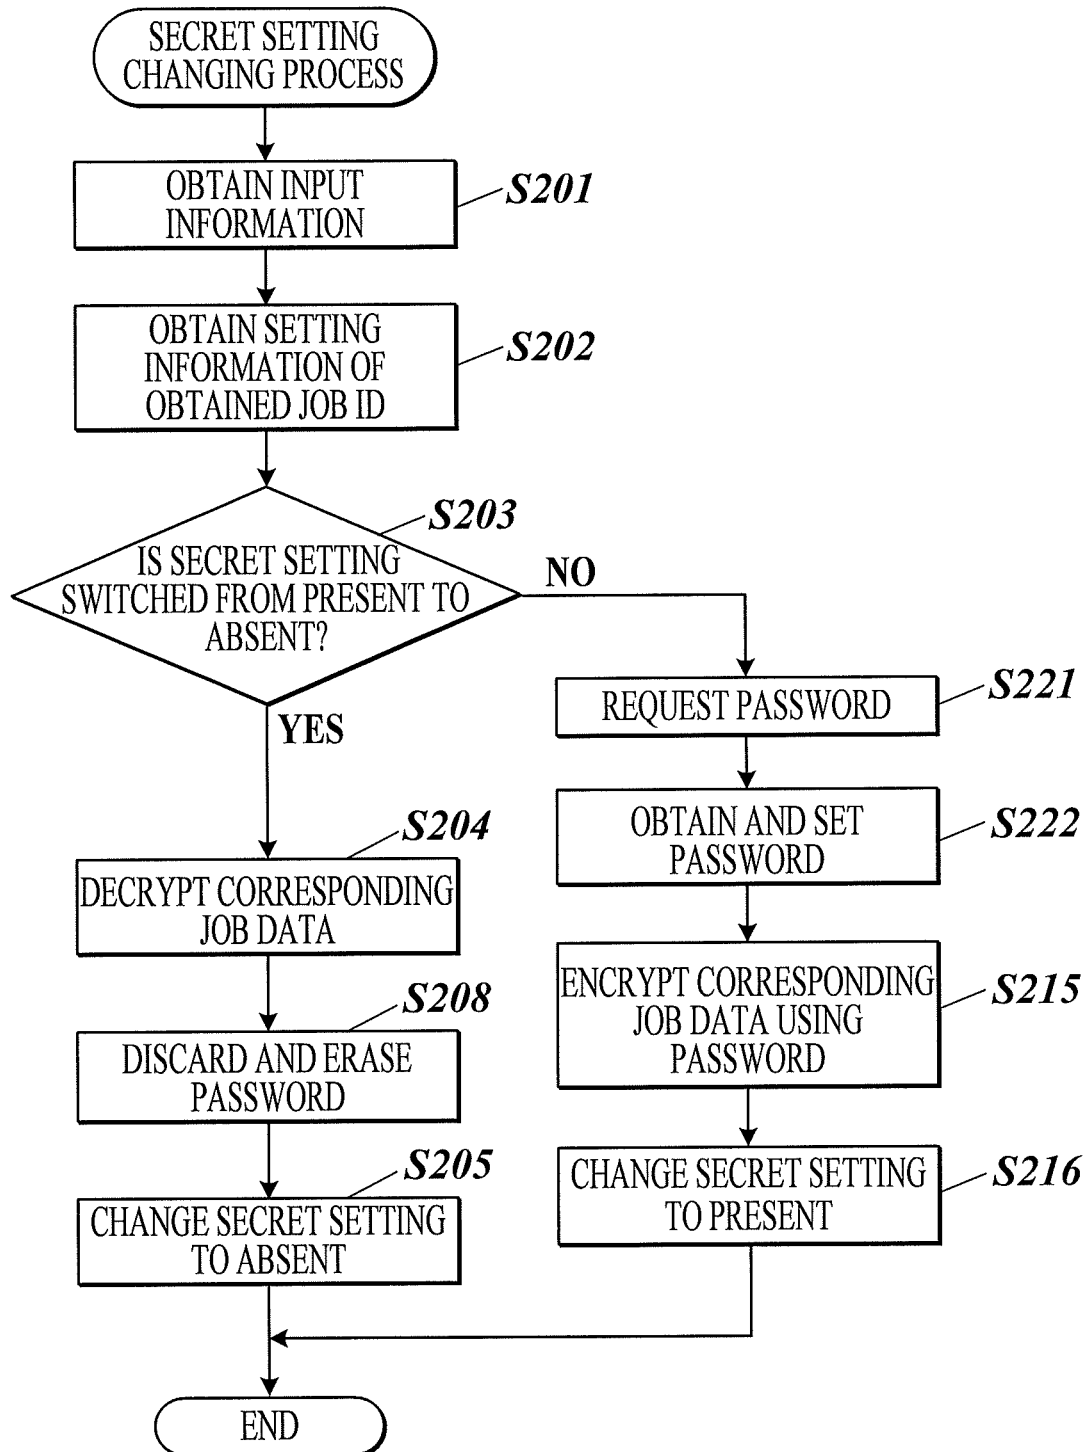 SECRET SETTING
CHANGING PROCESS
OBTAIN INPUT
INFORMATION
S201
OBTAIN SETTING
INFORMATION OF
OBTAINED JOB ID
S202
S203
IS SECRET SETTING
SWITCHED FROM PRESENT TO
ABSENT?
NO
YES
S204
DECRYPT CORRESPONDING
JOB DATA
S208
DISCARD AND ERASE
PASSWORD
S205
CHANGE SECRET SETTING
TO ABSENT
REQUEST PASSWORD
S221
OBTAIN AND SET
PASSWORD
S222
ENCRYPT CORRESPONDING
JOB DATA USING
PASSWORD
S215
CHANGE SECRET SETTING
TO PRESENT
S216
END